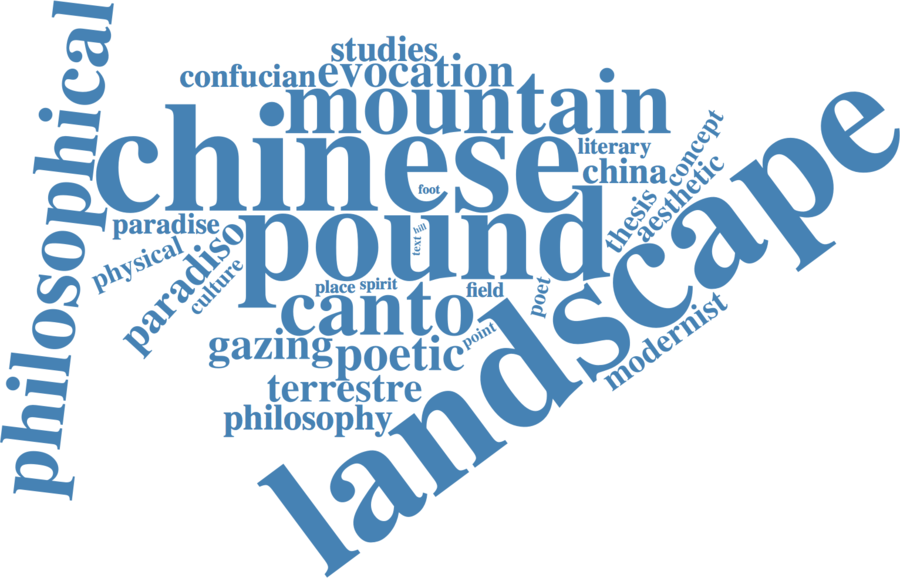 philosophical
studies
confucian evocation
mountain
chinese
literary
china
concept
aesthetic
thesis
foot
paradise
pound
hill
text
physical
paradiso
culture
place spirit
field
poet
canto
landscape
gazing poetic
point
modernist
terrestre
philosophy